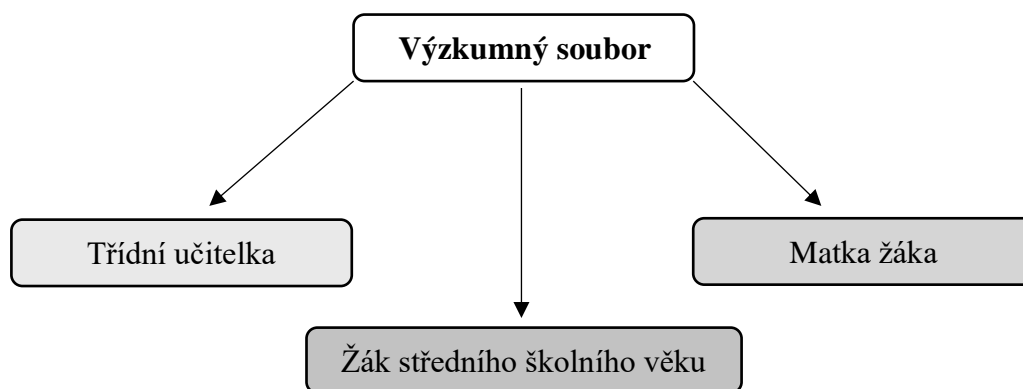 Výzkumný soubor
Třídní učitelka
Matka žáka
Žák středního školního věku